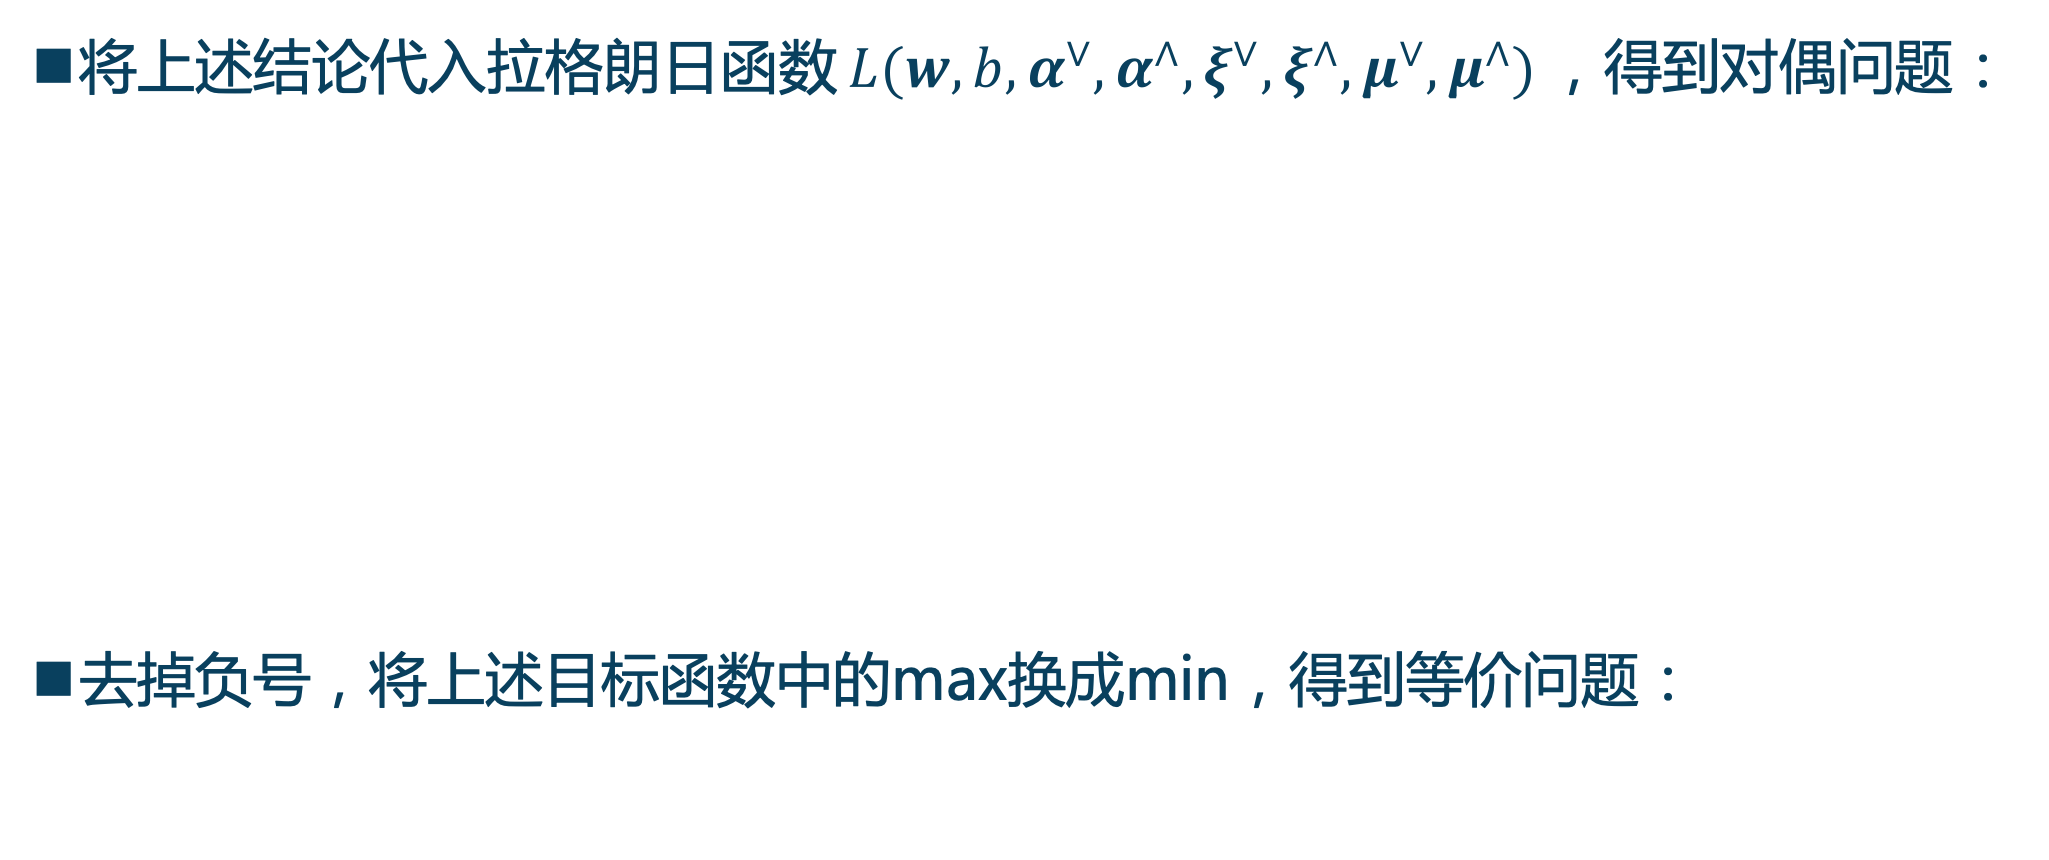 ■将上述结论代入拉格朗日函数 L(w, b, α^∨, α^∧, ξ^∨, ξ^∧, μ^∨, μ^∧) ，得到对偶问题：
■去掉负号，将上述目标函数中的max换成min，得到等价问题：